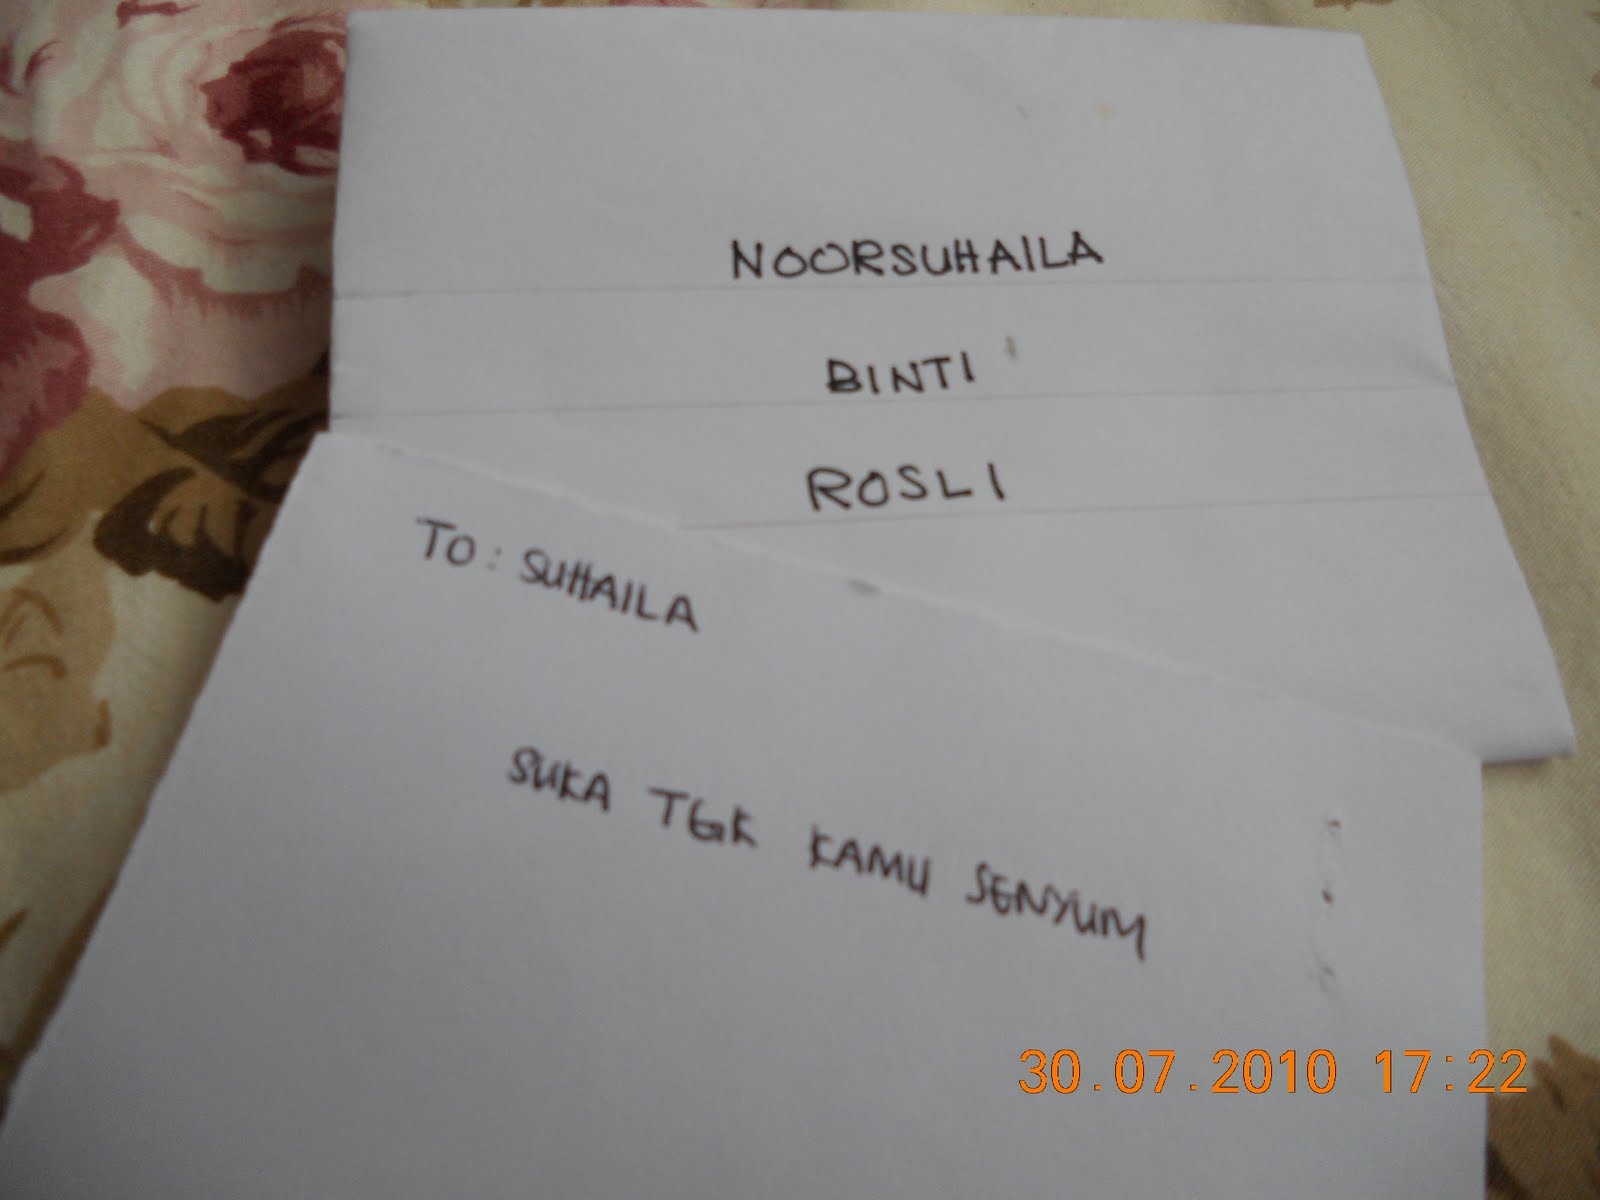 NOORSUHAILA
BINTI
ROSLI
TO: SUHAILA
SUKA TGK KAMU SENYUM
30.07.2010 17:22